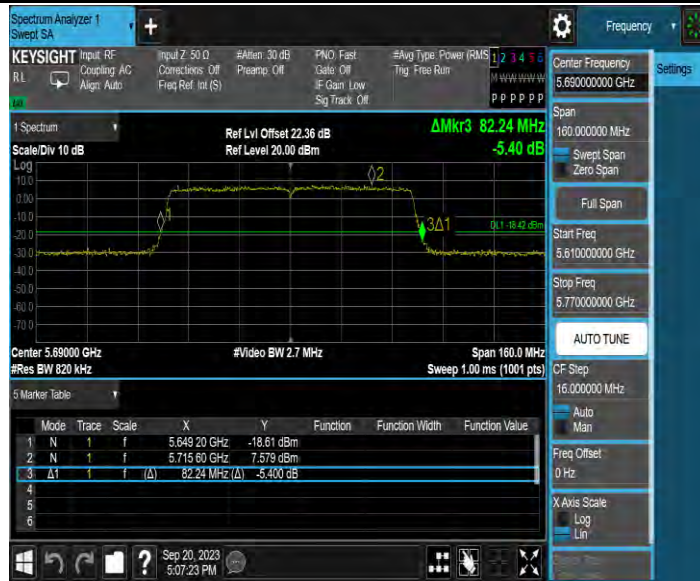 Spectrum Analyzer 1
Swept SA
+
Frequency
KEYSIGHT Input: RF Input Z: 50 Ω #Atten: 30 dB PNO: Fast #Avg Type: Power (RMS 1 2 3 4 5 6
RL Coupling: AC Corrections: Off Preamp: Off Gate: Off Trig: Free Run M W W W W W
Align: Auto Freq Ref: Int (S) IF Gain: Low
Sig Track: Off P P P P P P
1 Spectrum
Scale/Div 10 dB
Ref Lvl Offset 22.36 dB
Ref Level 20.00 dBm
ΔMkr3 82.24 MHz
-5.40 dB
Log
10.0
0.00
-10.0
-20.0
-30.0
-40.0
-50.0
-60.0
-70.0
1
2
3Δ1
DL1 -18.42 dBm
Center 5.69000 GHz #Video BW 2.7 MHz Span 160.0 MHz
#Res BW 820 kHz Sweep 1.00 ms (1001 pts)
5 Marker Table
Mode Trace Scale X Y Function Function Width Function Value
1 N 1 f 5.649 20 GHz -18.61 dBm
2 N 1 f 5.715 60 GHz 7.579 dBm
3 Δ1 1 f (Δ) 82.24 MHz (Δ) -5.400 dB
4
5
6
Sep 20, 2023
5:07:23 PM
?
Center Frequency
5.690000000 GHz
Settings
Span
160.000000 MHz
Swept Span
Zero Span
Full Span
Start Freq
5.610000000 GHz
Stop Freq
5.770000000 GHz
AUTO TUNE
CF Step
16.000000 MHz
Auto
Man
Freq Offset
0 Hz
X Axis Scale
Log
Lin